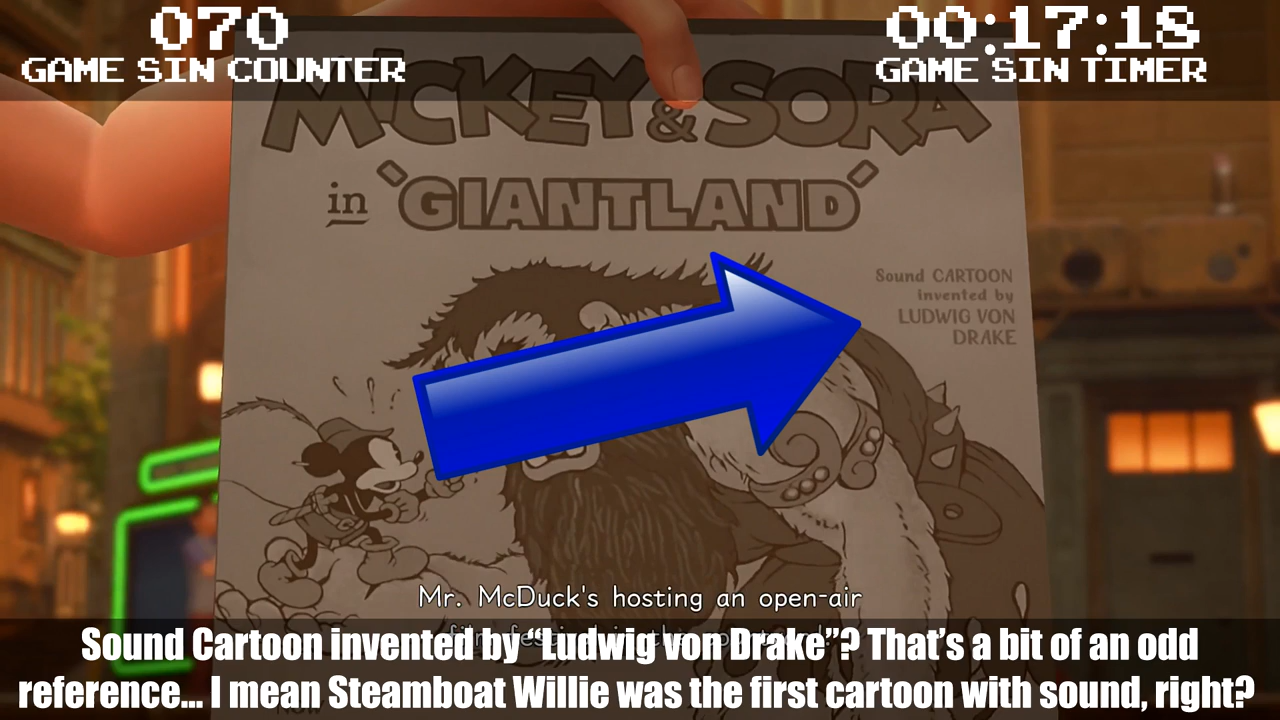 070
GAME SIN COUNTER
00:17:18
GAME SIN TIMER
MICKEY & SORA
in 'GIANTLAND'
Sound CARTOON
invented by
LUDWIG VON
DRAKE
Mr. McDuck's hosting an open-air
Sound Cartoon invented by “Ludwig von Drake”? That’s a bit of an odd
reference... I mean Steamboat Willie was the first cartoon with sound, right?